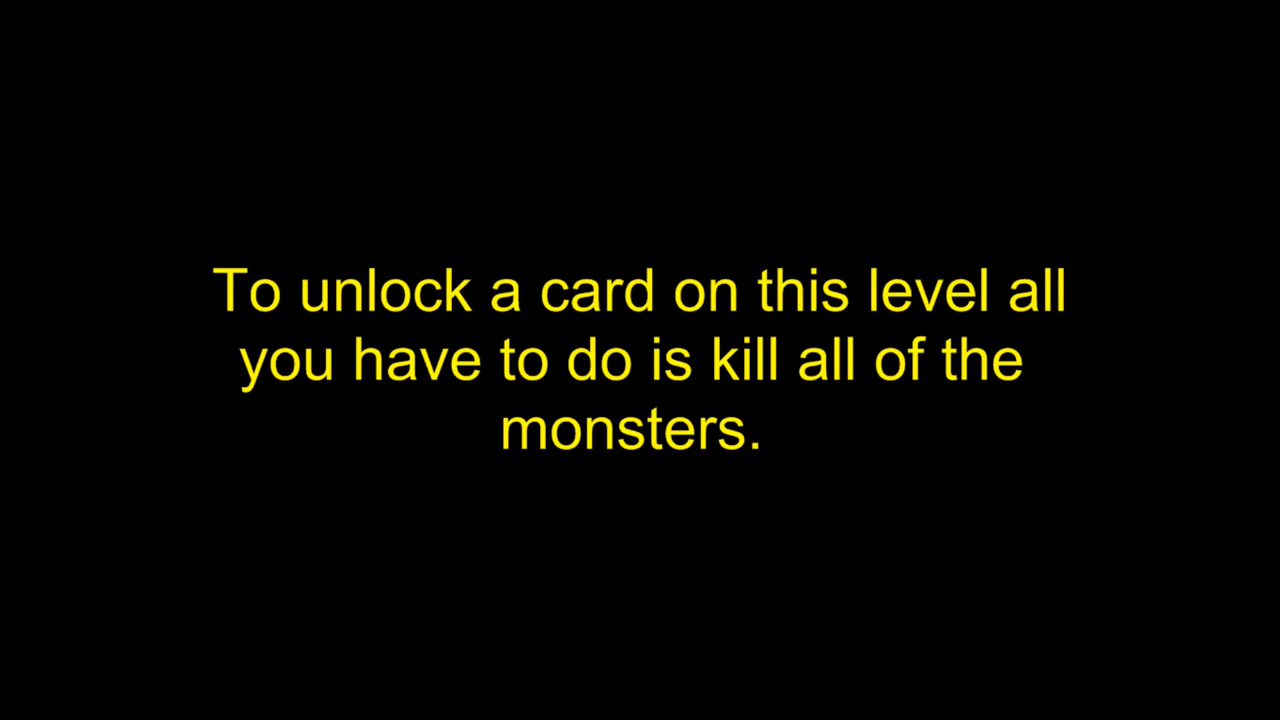 To unlock a card on this level all
you have to do is kill all of the
monsters.